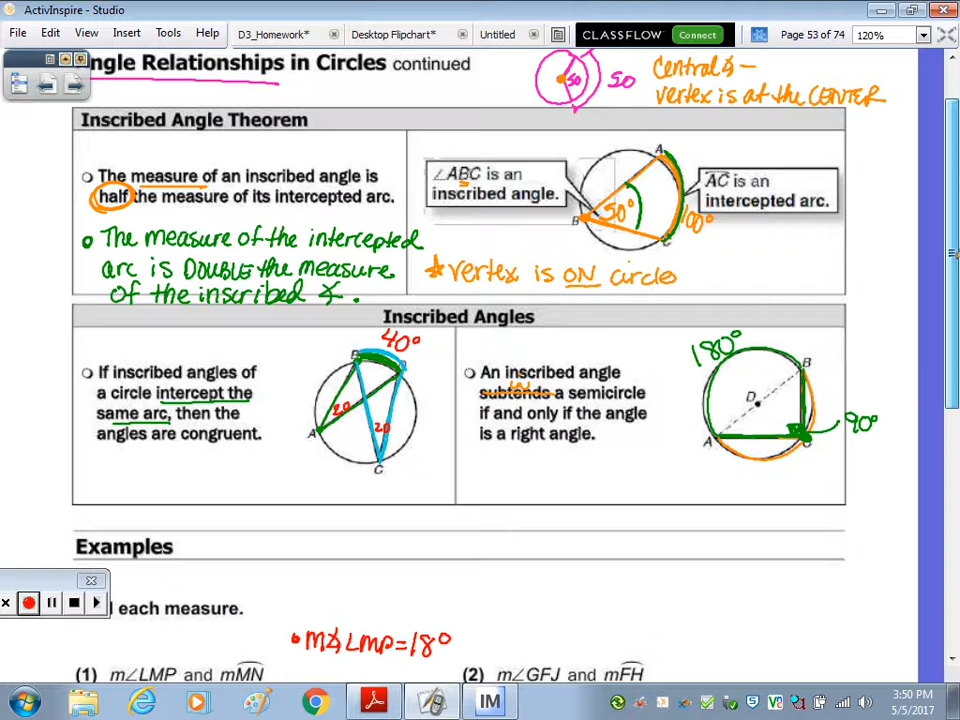 ActivInspire - Studio
File Edit View Insert Tools Help D3_Homework* Desktop Flipchart* Untitled CLASSFLOW Connect Page 53 of 74 120%
ngle Relationships in Circles continued
50 50
Central ∡ –
vertex is at the CENTER
Inscribed Angle Theorem
The measure of an inscribed angle is
half the measure of its intercepted arc.
The measure of the intercepted
arc is DOUBLE the measure
of the inscribed ∡.
∠ABC is an
inscribed angle.
A
B
C
50°
100°
AC is an
intercepted arc.
vertex is ON circle
Inscribed Angles
If inscribed angles of
a circle intercept the
same arc, then the
angles are congruent.
40°
20
20
A
C
An inscribed angle
subtends a semicircle
if and only if the angle
is a right angle.
180°
B
D
A
C
90°
Examples
each measure.
m∡LMP=18°
(1) m∠LMP and mMN
(2) m∠GFJ and mFH
IM
3:50 PM
5/5/2017